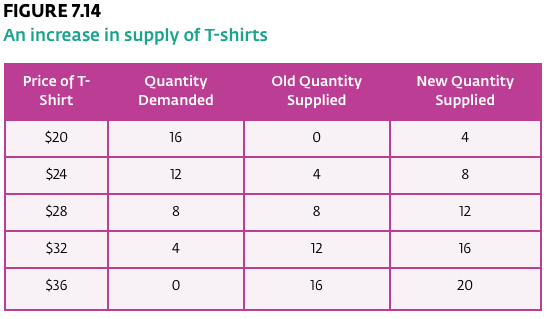 FIGURE 7.14
An increase in supply of T-shirts
Price of T-
Shirt
Quantity
Demanded
Old Quantity
Supplied
New Quantity
Supplied
$20 16 0 4
$24 12 4 8
$28 8 8 12
$32 4 12 16
$36 0 16 20